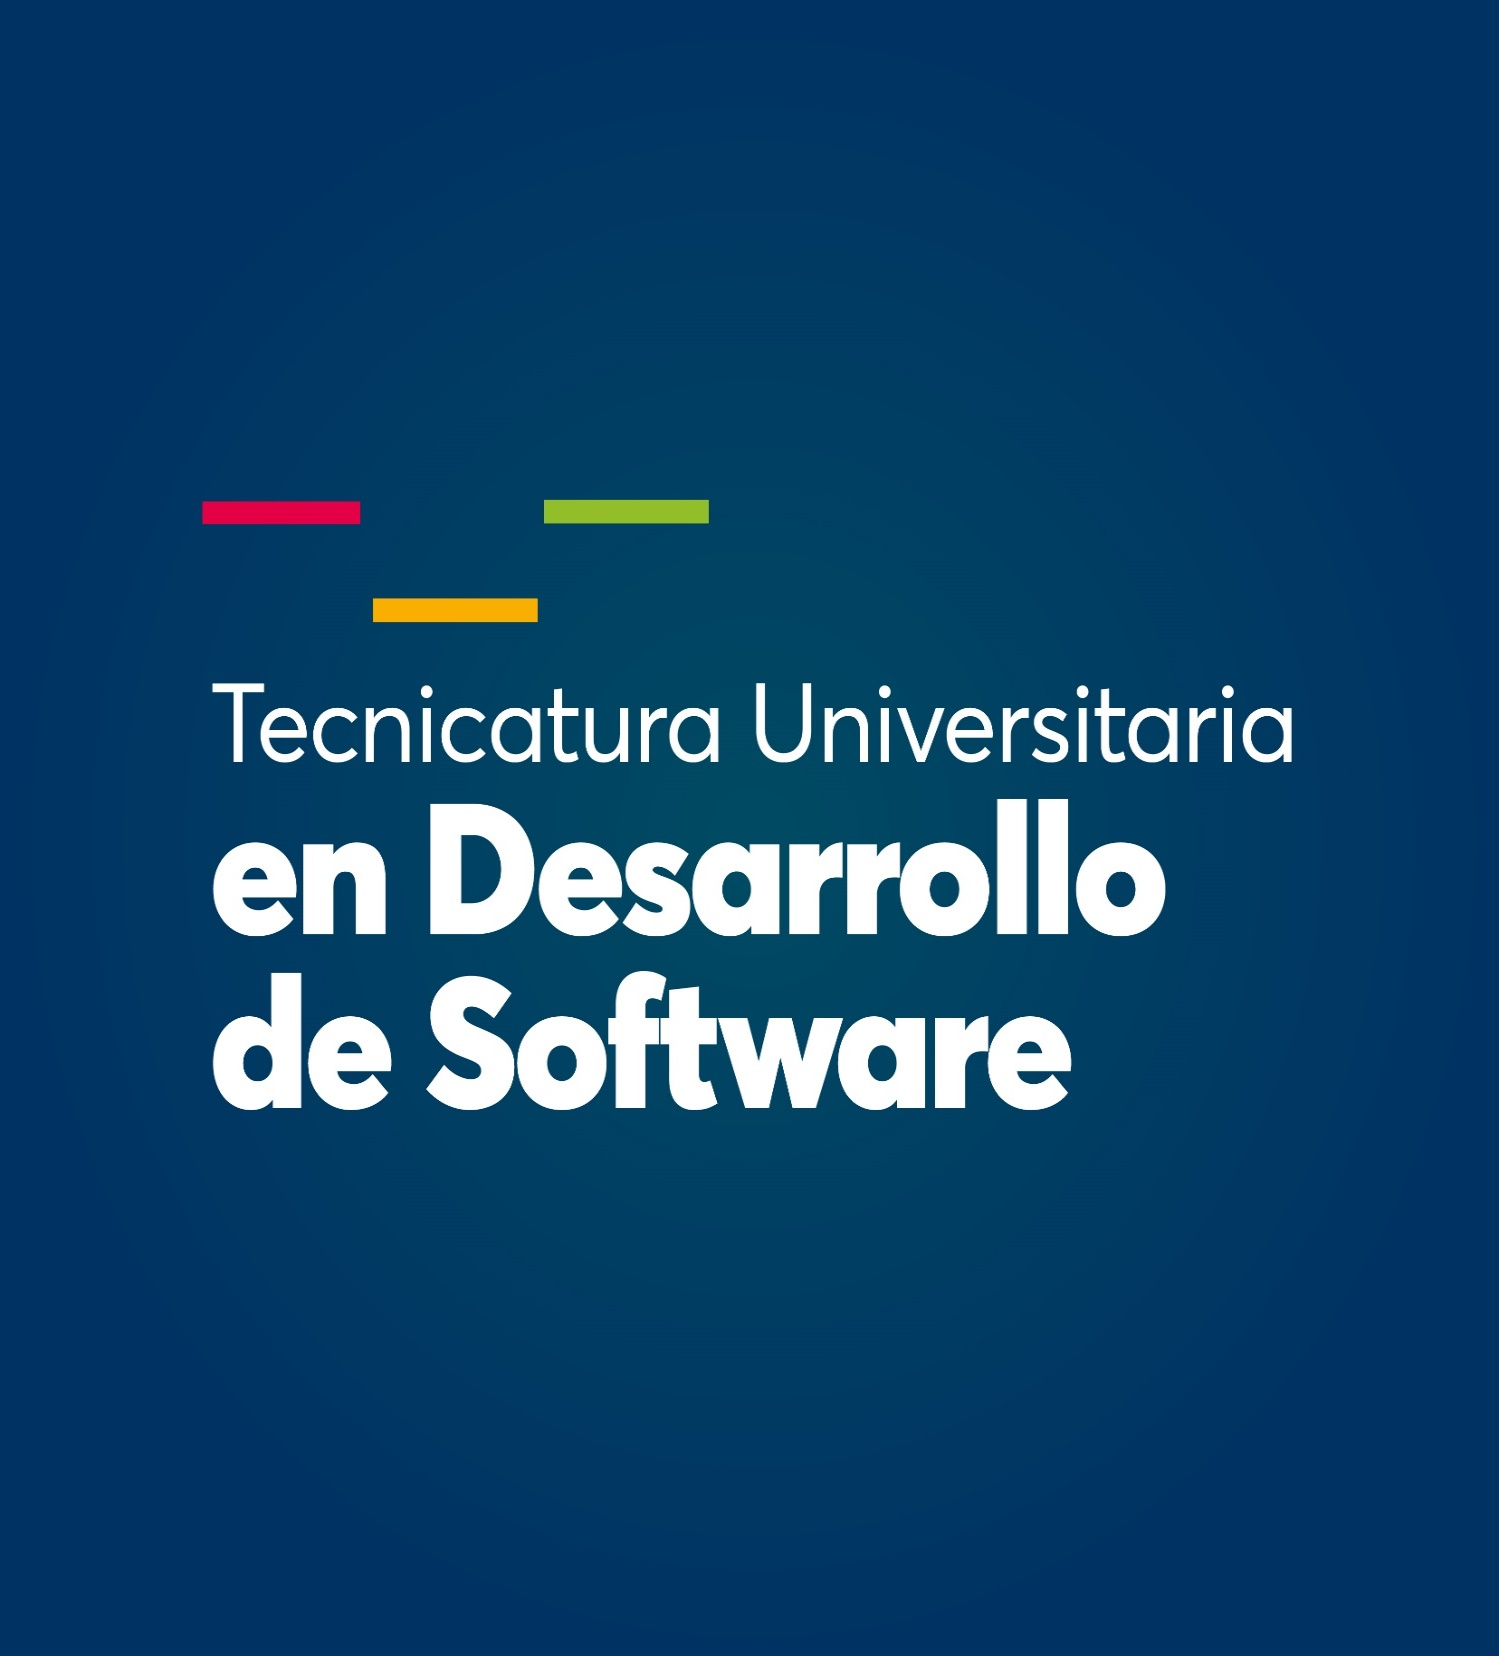 Tecnicatura Universitaria
en Desarrollo
de Software